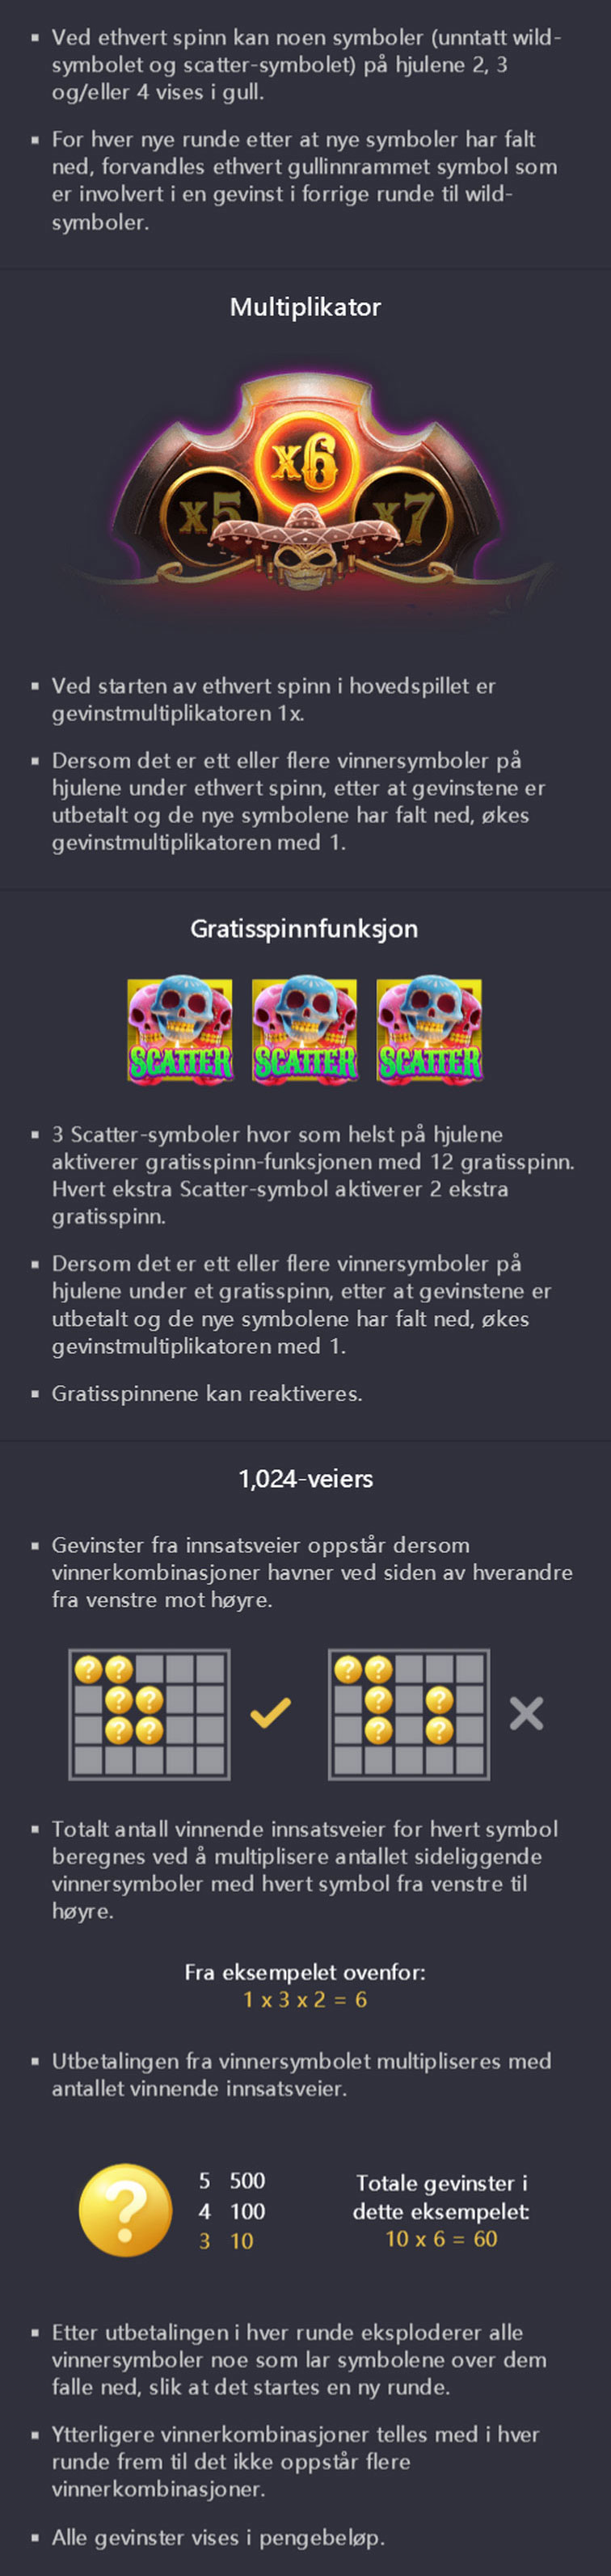 ▪ Ved ethvert spinn kan noen symboler (unntatt wild-
symbolet og scatter-symbolet) på hjulene 2, 3
og/eller 4 vises i gull.
▪ For hver nye runde etter at nye symboler har falt
ned, forvandles ethvert gullinnrammet symbol som
er involvert i en gevinst i forrige runde til wild-
symboler.
Multiplikator
x5 x6 x7
▪ Ved starten av ethvert spinn i hovedspillet er
gevinstmultiplikatoren 1x.
▪ Dersom det er ett eller flere vinnersymboler på
hjulene under ethvert spinn, etter at gevinstene er
utbetalt og de nye symbolene har falt ned, økes
gevinstmultiplikatoren med 1.
Gratisspinnfunksjon
SCATTER SCATTER SCATTER
▪ 3 Scatter-symboler hvor som helst på hjulene
aktiverer gratisspinn-funksjonen med 12 gratisspinn.
Hvert ekstra Scatter-symbol aktiverer 2 ekstra
gratisspinn.
▪ Dersom det er ett eller flere vinnersymboler på
hjulene under et gratisspinn, etter at gevinstene er
utbetalt og de nye symbolene har falt ned, økes
gevinstmultiplikatoren med 1.
▪ Gratisspinnene kan reaktiveres.
1,024-veiers
▪ Gevinster fra innsatsveier oppstår dersom
vinnerkombinasjoner havner ved siden av hverandre
fra venstre mot høyre.
? ? ? ?
? ? ? ?
? ? ? ?
▪ Totalt antall vinnende innsatsveier for hvert symbol
beregnes ved å multiplisere antallet sideliggende
vinnersymboler med hvert symbol fra venstre til
høyre.
Fra eksempelet ovenfor:
1 x 3 x 2 = 6
▪ Utbetalingen fra vinnersymbolet multipliseres med
antallet vinnende innsatsveier.
?
5 500
4 100
3 10
Totale gevinster i
dette eksempelet:
10 x 6 = 60
▪ Etter utbetalingen i hver runde eksploderer alle
vinnersymboler noe som lar symbolene over dem
falle ned, slik at det startes en ny runde.
▪ Ytterligere vinnerkombinasjoner telles med i hver
runde frem til det ikke oppstår flere
vinnerkombinasjoner.
▪ Alle gevinster vises i pengebeløp.